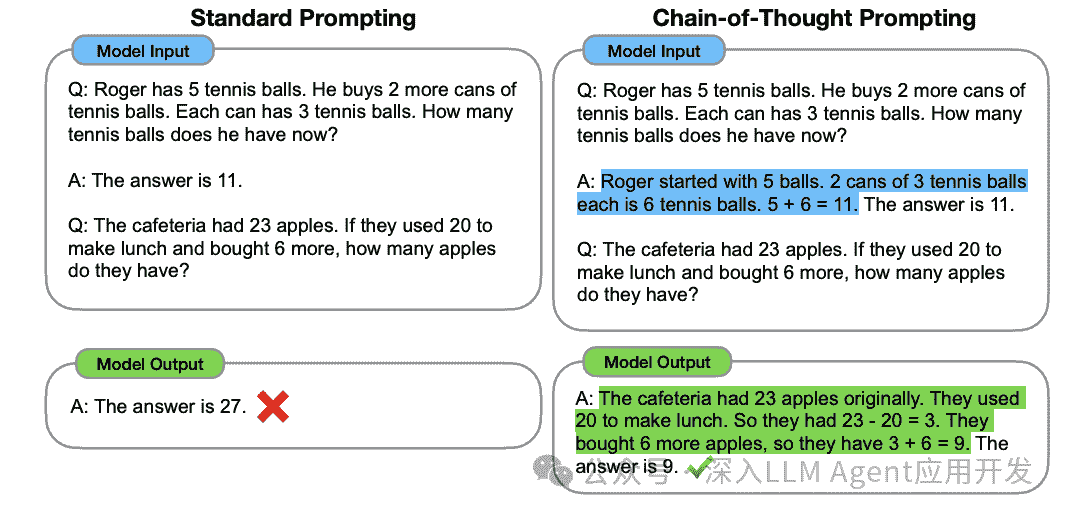 Standard Prompting
Model Input
Q: Roger has 5 tennis balls. He buys 2 more cans of
tennis balls. Each can has 3 tennis balls. How many
tennis balls does he have now?
A: The answer is 11.
Q: The cafeteria had 23 apples. If they used 20 to
make lunch and bought 6 more, how many apples
do they have?
Model Output
A: The answer is 27.
Chain-of-Thought Prompting
Model Input
Q: Roger has 5 tennis balls. He buys 2 more cans of
tennis balls. Each can has 3 tennis balls. How many
tennis balls does he have now?
A: Roger started with 5 balls. 2 cans of 3 tennis balls
each is 6 tennis balls. 5 + 6 = 11. The answer is 11.
Q: The cafeteria had 23 apples. If they used 20 to
make lunch and bought 6 more, how many apples
do they have?
Model Output
A: The cafeteria had 23 apples originally. They used
20 to make lunch. So they had 23 - 20 = 3. They
bought 6 more apples, so they have 3 + 6 = 9. The
answer is 9.
公众号 深入LLM Agent应用开发